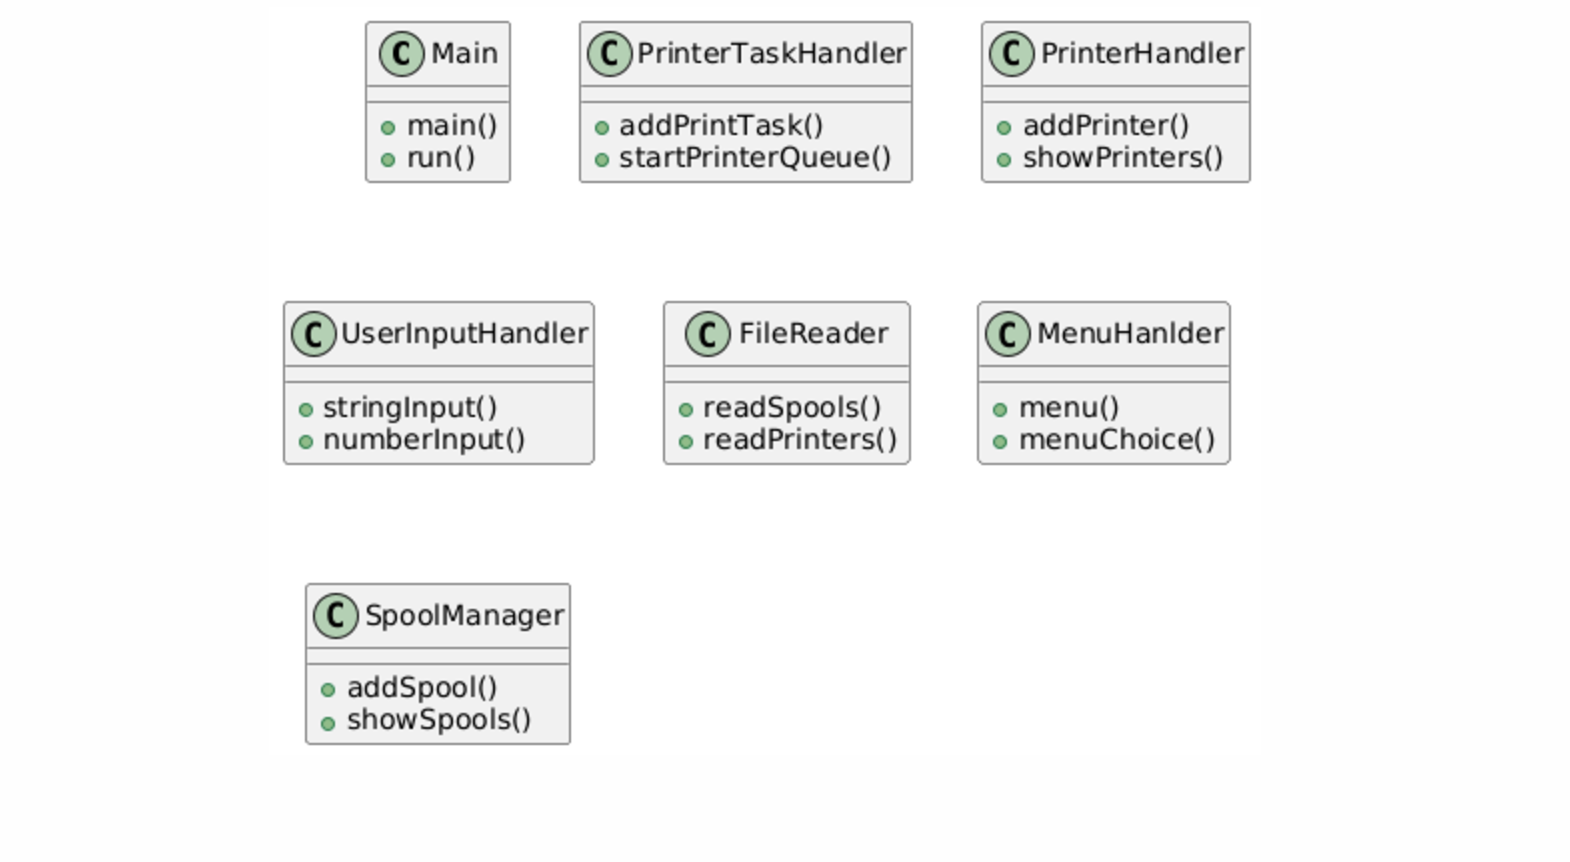 C Main
main()
run()
C PrinterTaskHandler
addPrintTask()
startPrinterQueue()
C PrinterHandler
addPrinter()
showPrinters()
C UserInputHandler
stringInput()
numberInput()
C FileReader
readSpools()
readPrinters()
C MenuHanlder
menu()
menuChoice()
C SpoolManager
addSpool()
showSpools()